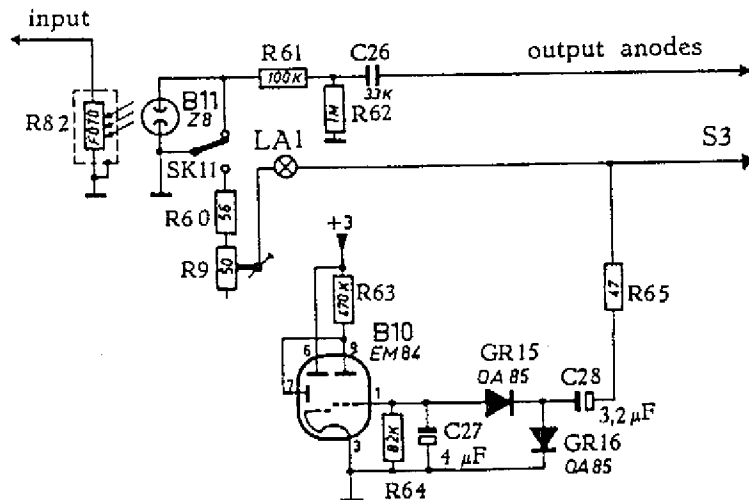 input
R61
100K
C26
33K
output anodes
R82
FOTO
B11
Z8
1M
R62
SK11
LA1
S3
R60
56
R9
50
+3
470K
R63
B10
EM84
6
9
7
1
3
47
R65
GR15
OA85
C28
3,2 µF
82K
R64
C27
4 µF
GR16
OA85